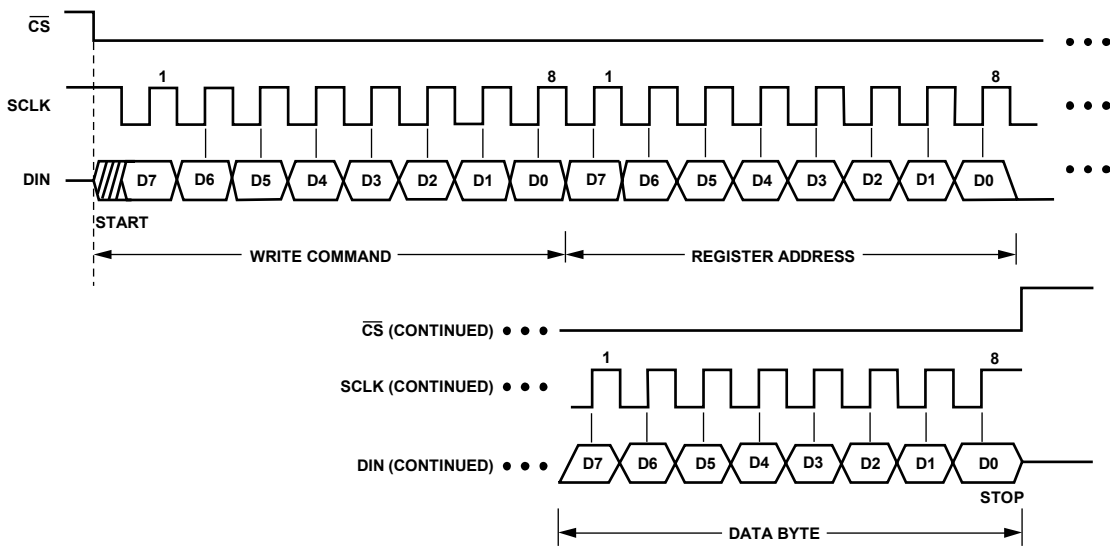 CS
1 8 1 8
SCLK
DIN D7 D6 D5 D4 D3 D2 D1 D0 D7 D6 D5 D4 D3 D2 D1 D0
START
WRITE COMMAND REGISTER ADDRESS
CS (CONTINUED)
1 8
SCLK (CONTINUED)
DIN (CONTINUED) D7 D6 D5 D4 D3 D2 D1 D0
STOP
DATA BYTE